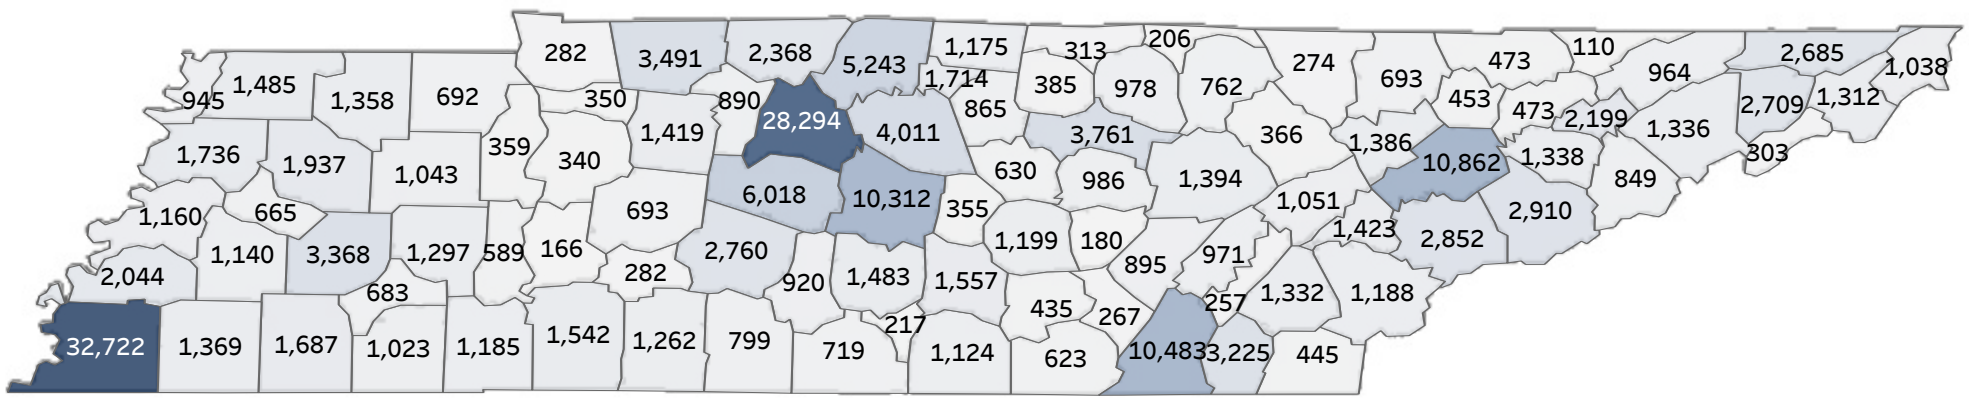 282 3,491 2,368 5,243 1,175 313 206 274 473 110 964 2,685 1,038
945 1,485 1,358 692 350 890 1,714 385 978 762 693 453 473 2,199 2,709 1,312
28,294 865
1,736 1,937 1,043 359 340 1,419 4,011 3,761 366 1,386 10,862 1,338 1,336 303
1,160 665 693 6,018 10,312 630 986 1,394 1,051 2,910 849
355
1,140 3,368 1,297 589 166 2,760 1,199 180 971 1,423 2,852
2,044 683 282 920 1,483 1,557 895 257 1,332 1,188
435 267
32,722 1,369 1,687 1,023 1,185 1,542 1,262 799 719 217 1,124 623 10,483 3,225 445